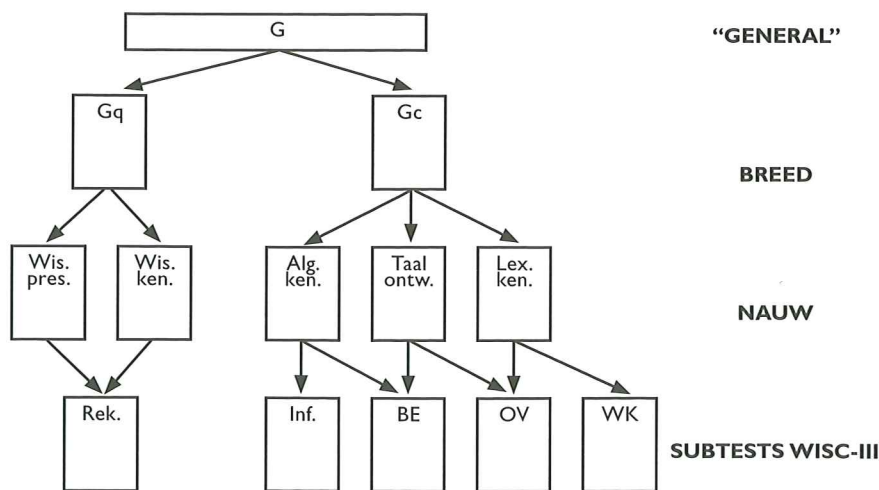 G
“GENERAL”
Gq
Gc
BREED
Wis.
pres.
Wis.
ken.
Alg.
ken.
Taal
ontw.
Lex.
ken.
NAUW
Rek.
Inf.
BE
OV
WK
SUBTESTS WISC-III